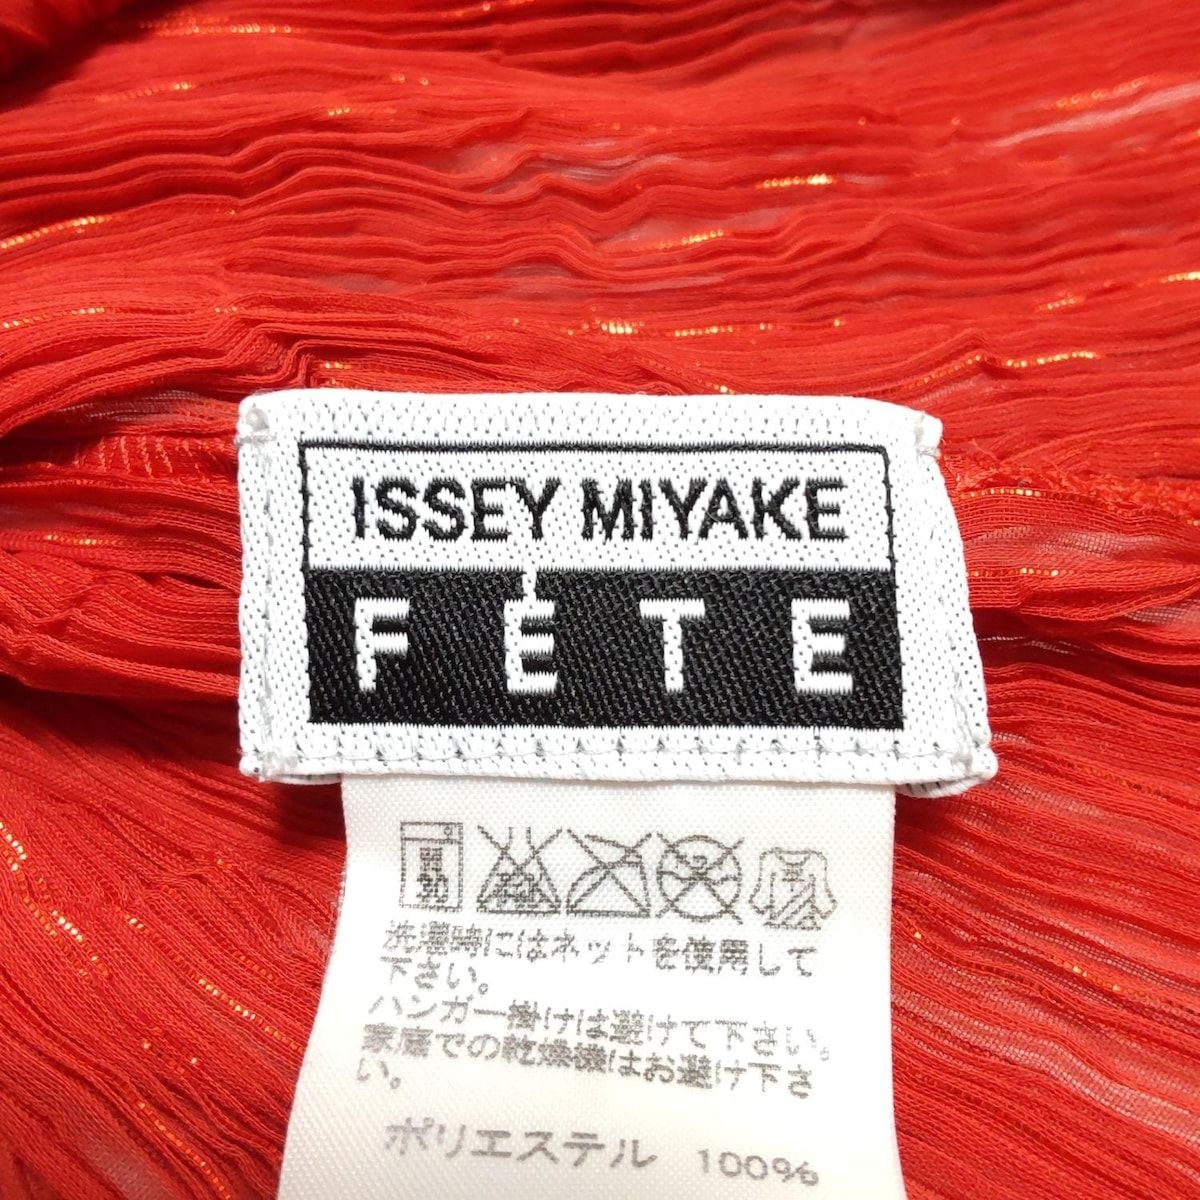 ISSEY MIYAKE
FÉTE
30
洗濯時にはネットを使用して
下さい。
ハンガー掛けは避けて下さい。
家庭での乾燥機はお避け下さ
い。
ポリエステル 100%